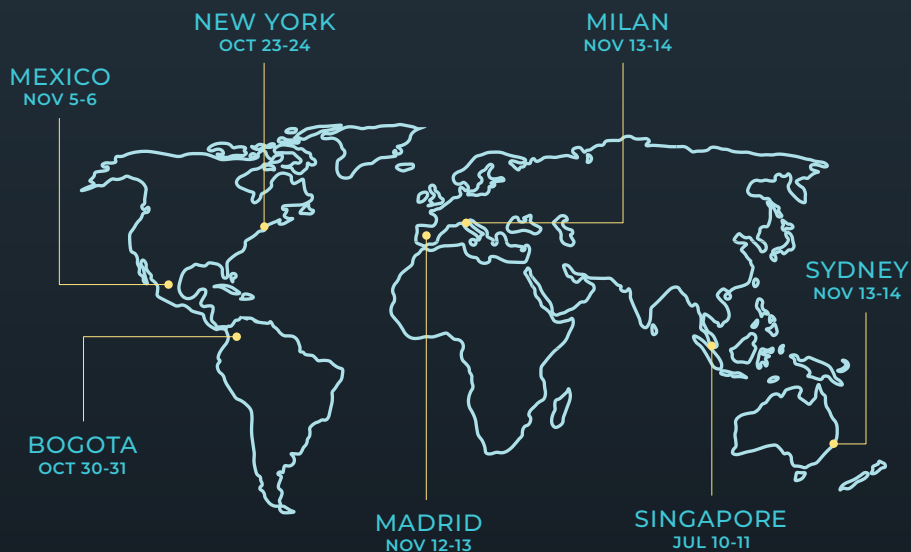 NEW YORK
OCT 23-24
MILAN
NOV 13-14
MEXICO
NOV 5-6
SYDNEY
NOV 13-14
BOGOTA
OCT 30-31
MADRID
NOV 12-13
SINGAPORE
JUL 10-11